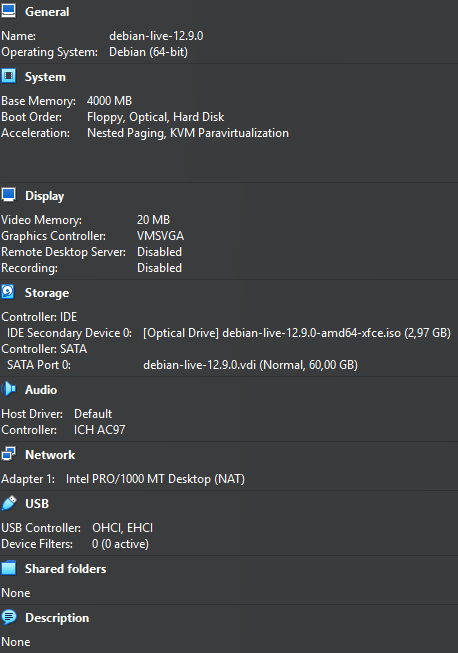 General
Name: debian-live-12.9.0
Operating System: Debian (64-bit)
System
Base Memory: 4000 MB
Boot Order: Floppy, Optical, Hard Disk
Acceleration: Nested Paging, KVM Paravirtualization
Display
Video Memory: 20 MB
Graphics Controller: VMSVGA
Remote Desktop Server: Disabled
Recording: Disabled
Storage
Controller: IDE
IDE Secondary Device 0: [Optical Drive] debian-live-12.9.0-amd64-xfce.iso (2,97 GB)
Controller: SATA
SATA Port 0: debian-live-12.9.0.vdi (Normal, 60,00 GB)
Audio
Host Driver: Default
Controller: ICH AC97
Network
Adapter 1: Intel PRO/1000 MT Desktop (NAT)
USB
USB Controller: OHCI, EHCI
Device Filters: 0 (0 active)
Shared folders
None
Description
None